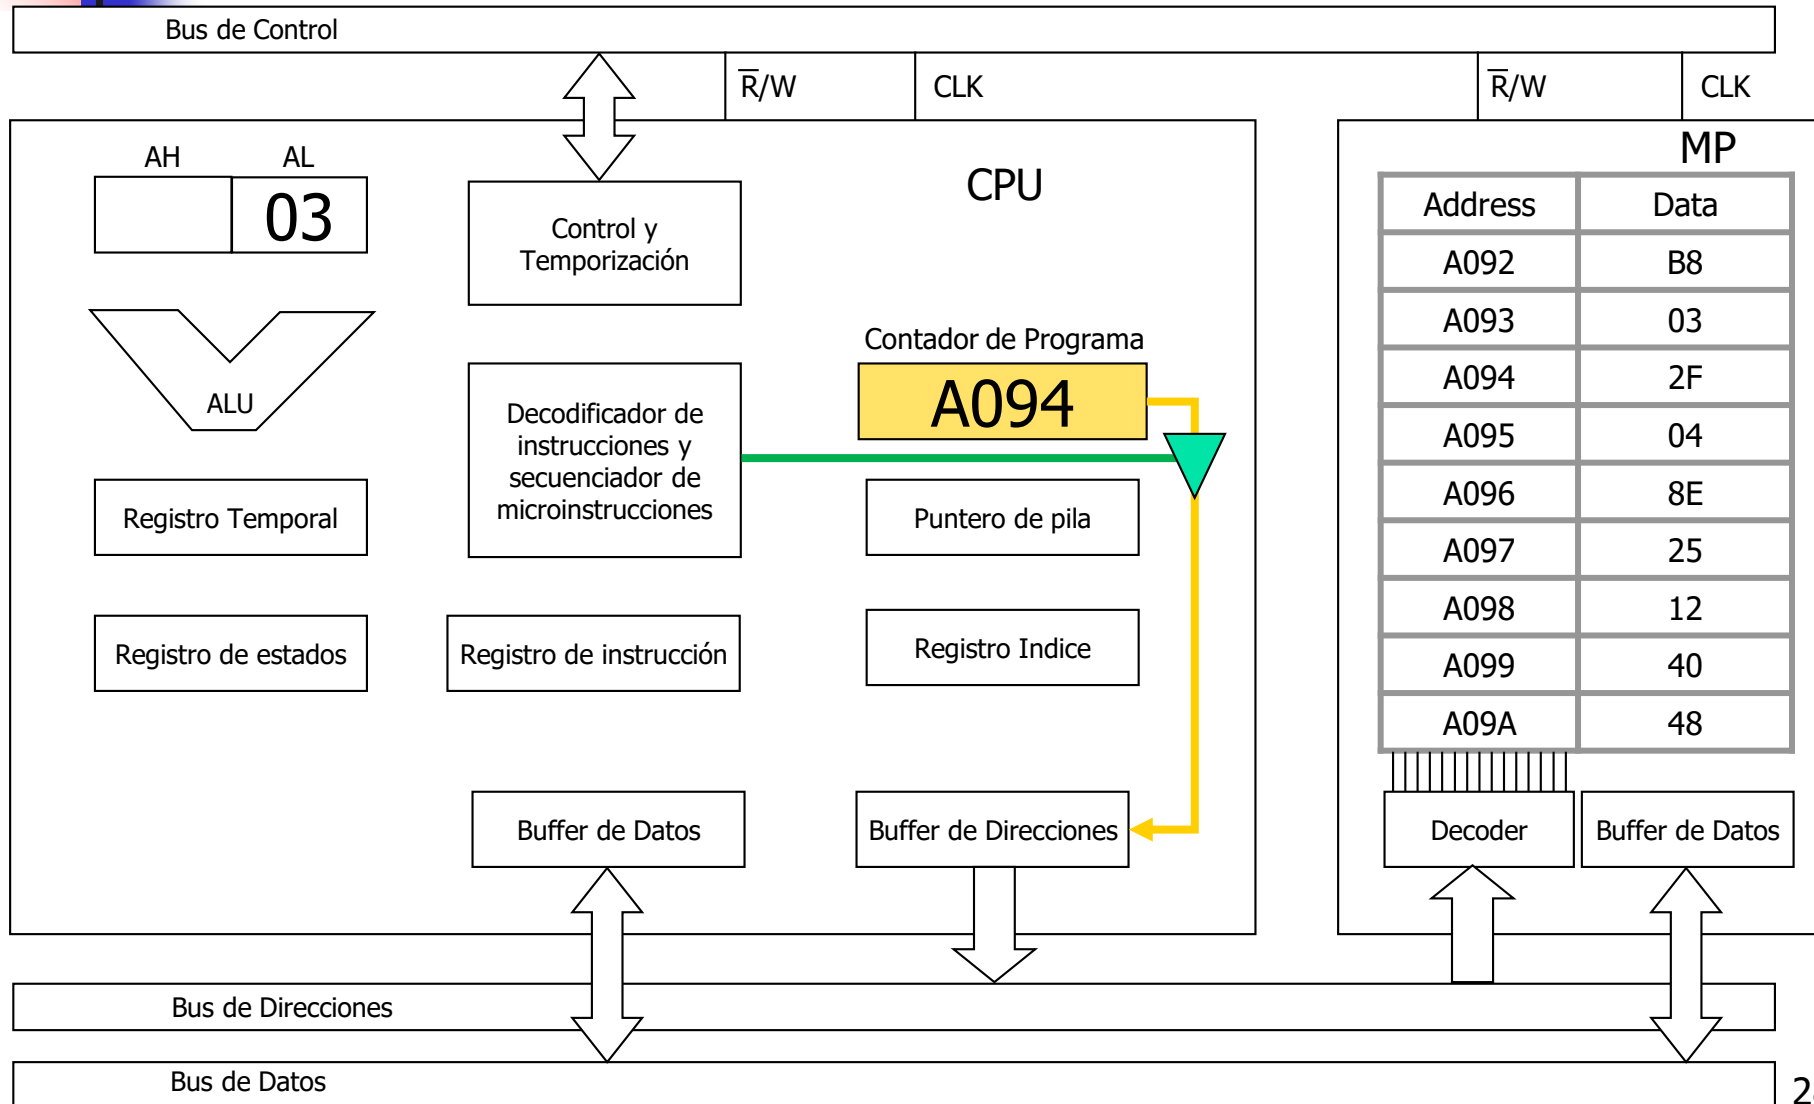 Bus de Control
R̅/W
CLK
R̅/W
CLK
AH
AL
03
Control y
Temporización
CPU
MP
Address Data
A092 B8
A093 03
A094 2F
A095 04
A096 8E
A097 25
A098 12
A099 40
A09A 48
Contador de Programa
A094
ALU
Decodificador de
instrucciones y
secuenciador de
microinstrucciones
Registro Temporal
Puntero de pila
Registro de estados
Registro de instrucción
Registro Indice
Buffer de Datos
Buffer de Direcciones
Decoder
Buffer de Datos
Bus de Direcciones
Bus de Datos